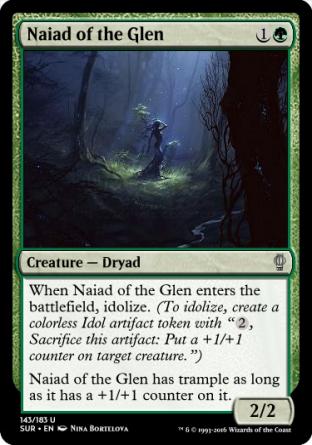 Naiad of the Glen 1
Creature — Dryad
When Naiad of the Glen enters the
battlefield, idolize. (To idolize, create a
colorless Idol artifact token with “2,
Sacrifice this artifact: Put a +1/+1
counter on target creature.”)
Naiad of the Glen has trample as long
as it has a +1/+1 counter on it.
2/2
143/183 U
SUR • EN Nina Bortelova
™ & © 1993-2016 Wizards of the Coast